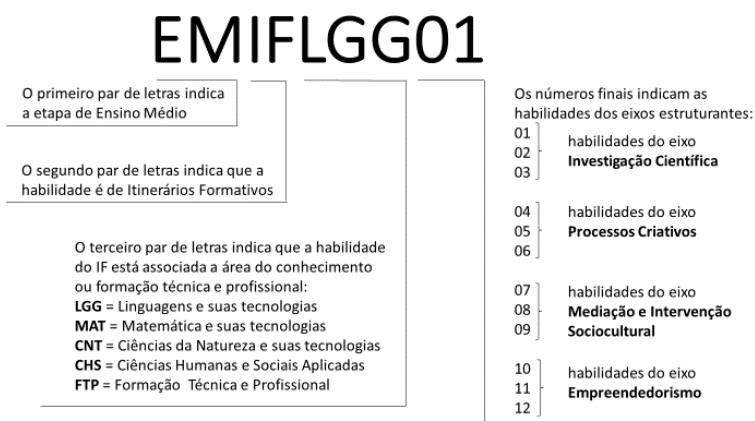 EMIFLGG01
O primeiro par de letras indica
a etapa de Ensino Médio
O segundo par de letras indica que a
habilidade é de Itinerários Formativos
O terceiro par de letras indica que a habilidade
do IF está associada a área do conhecimento
ou formação técnica e profissional:
LGG = Linguagens e suas tecnologias
MAT = Matemática e suas tecnologias
CNT = Ciências da Natureza e suas tecnologias
CHS = Ciências Humanas e Sociais Aplicadas
FTP = Formação Técnica e Profissional
Os números finais indicam as
habilidades dos eixos estruturantes:
01
02
03
habilidades do eixo
Investigação Científica
04
05
06
habilidades do eixo
Processos Criativos
07
08
09
habilidades do eixo
Mediação e Intervenção
Sociocultural
10
11
12
habilidades do eixo
Empreendedorismo